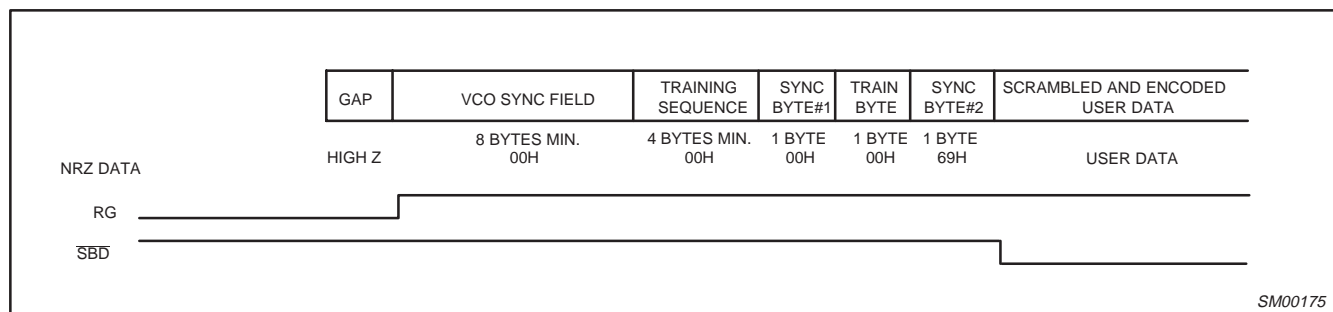 GAP
VCO SYNC FIELD
TRAINING
SEQUENCE
SYNC
BYTE#1
TRAIN
BYTE
SYNC
BYTE#2
SCRAMBLED AND ENCODED
USER DATA
NRZ DATA
HIGH Z
8 BYTES MIN.
00H
4 BYTES MIN.
00H
1 BYTE
00H
1 BYTE
00H
1 BYTE
69H
USER DATA
RG
SBD
SM00175